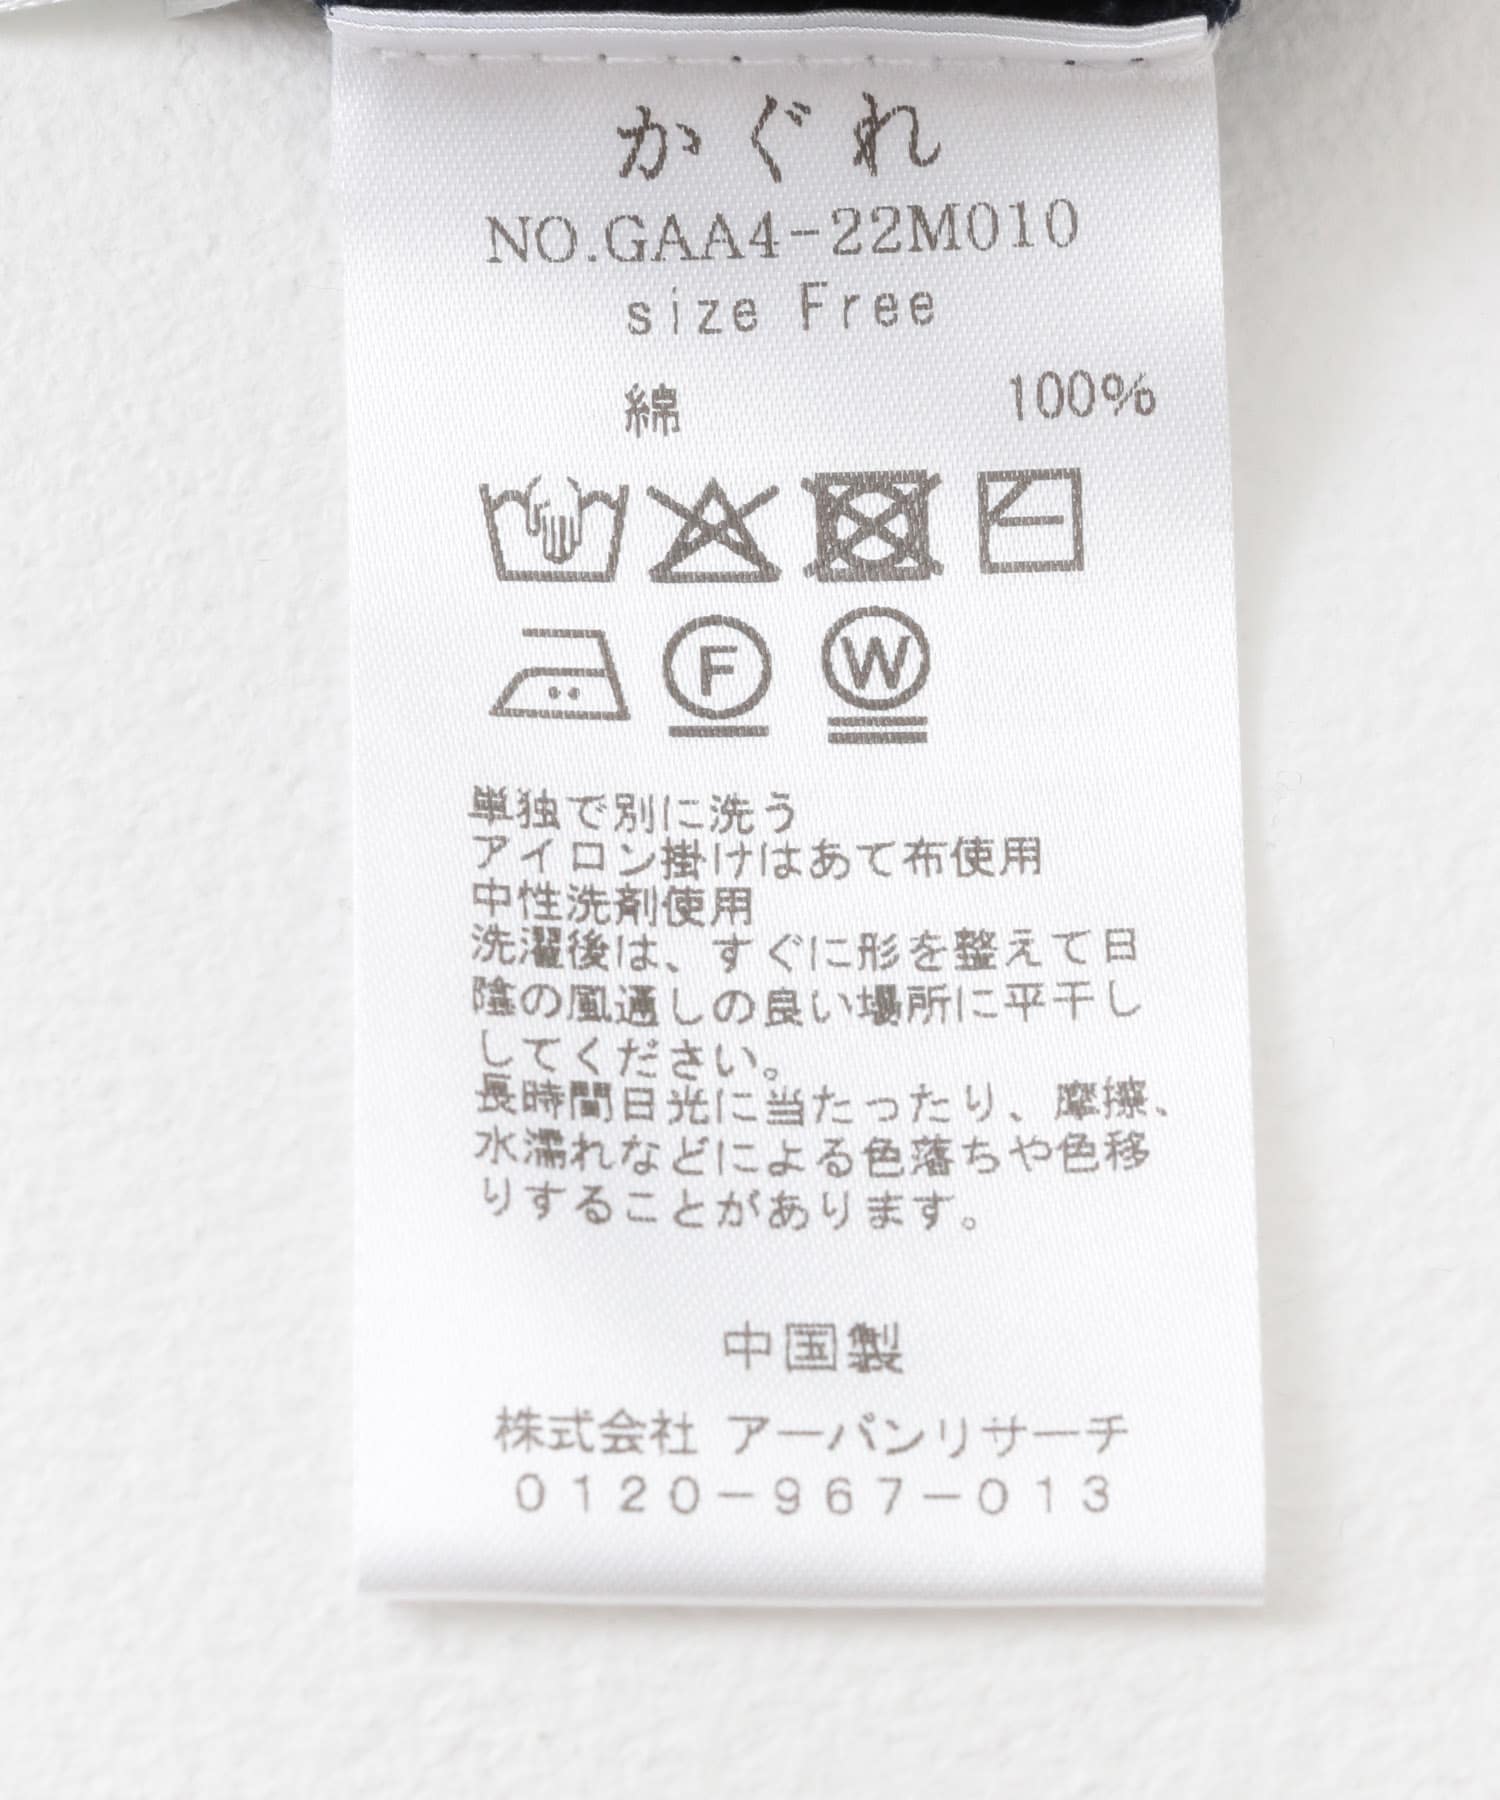 かぐれ
NO.GAA4-22M010
size Free
綿 100%
F W
単独で別に洗う
アイロン掛けはあて布使用
中性洗剤使用
洗濯後は、すぐに形を整えて日
陰の風通しの良い場所に平干し
してください。
長時間日光に当たったり、摩擦、
水濡れなどによる色落ちや色移
りすることがあります。
中国製
株式会社 アーバンリサーチ
0120-967-013